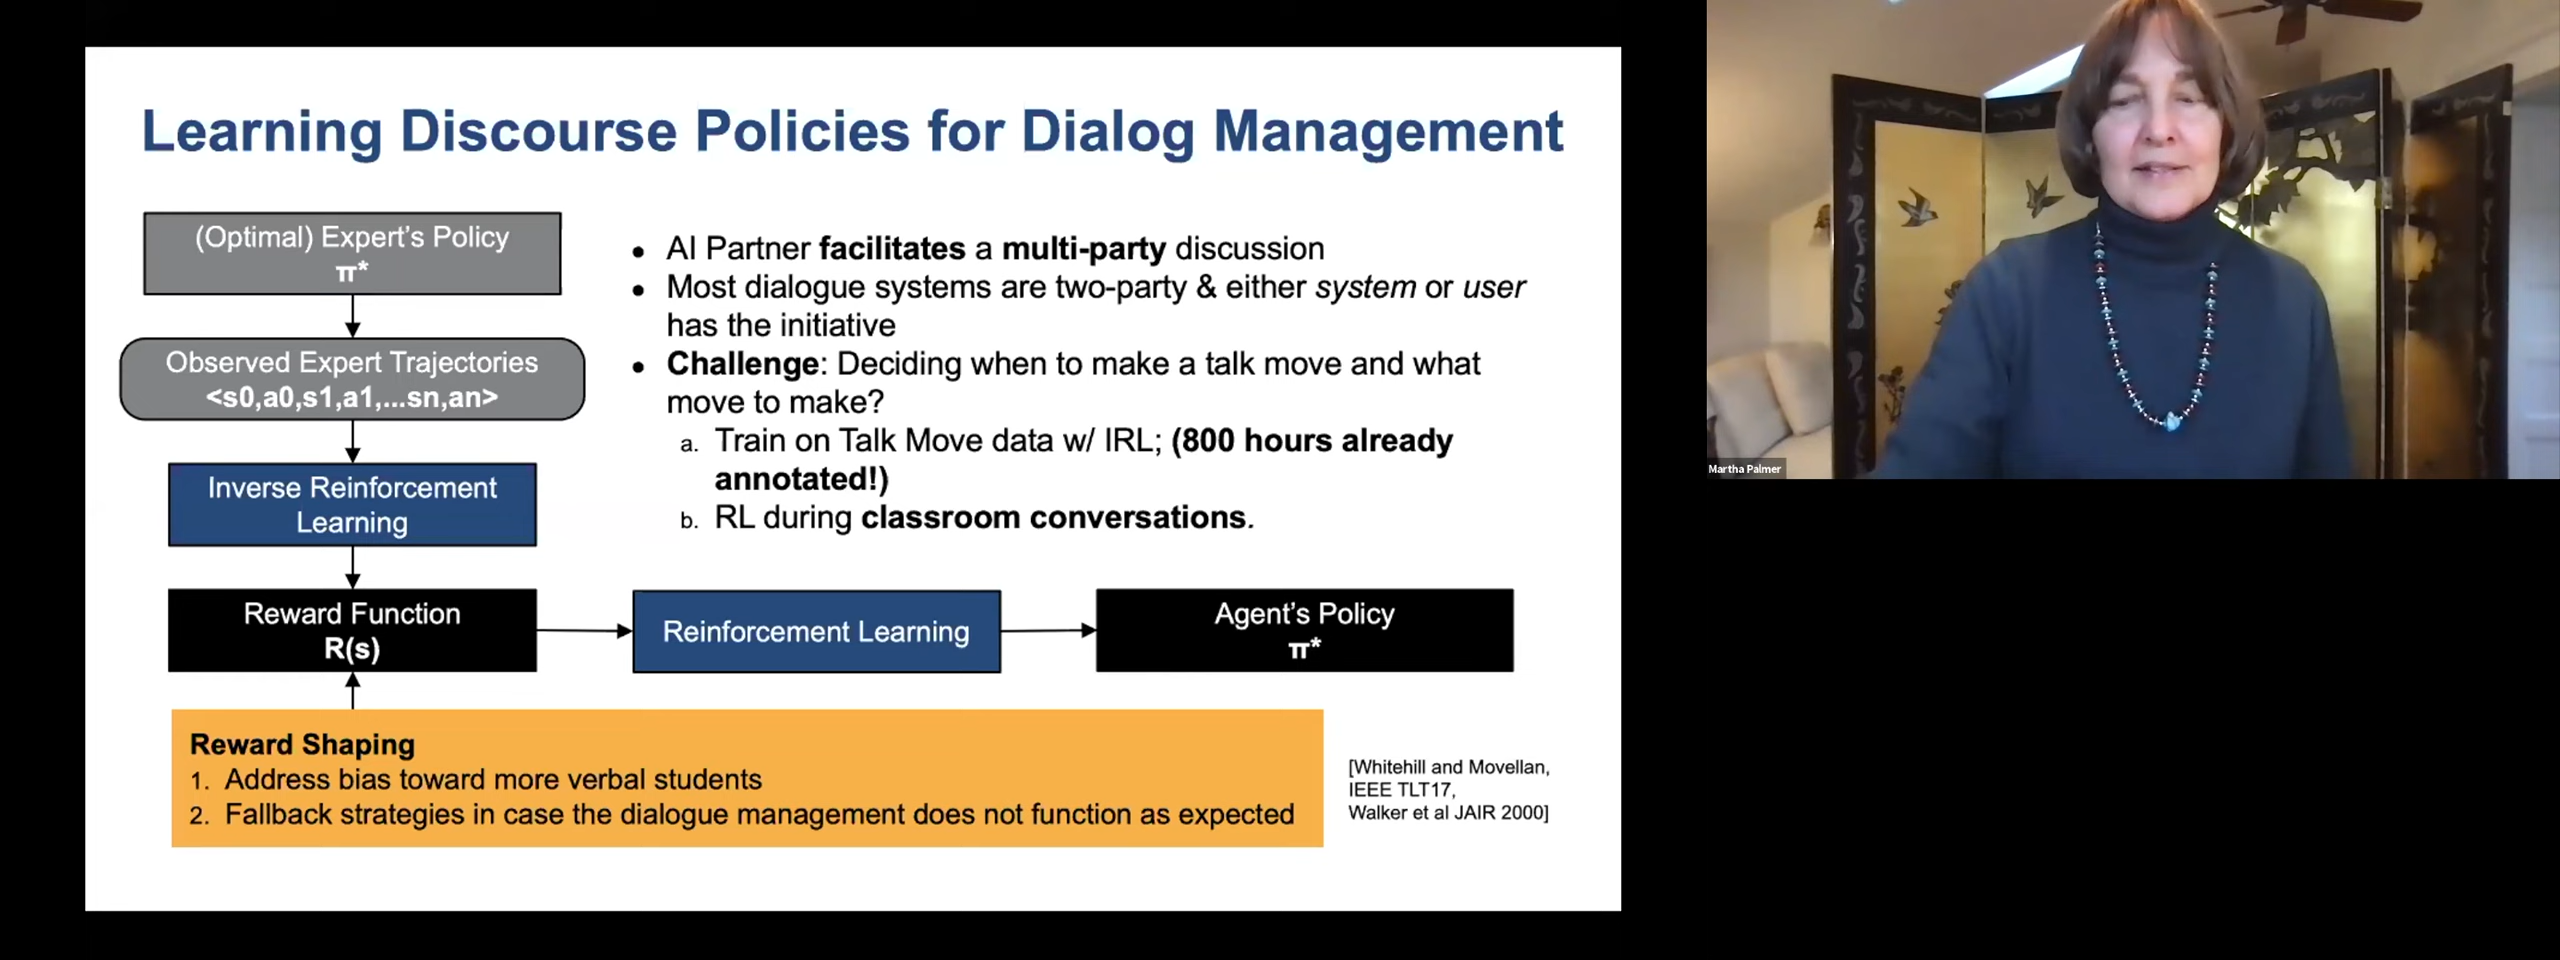 Learning Discourse Policies for Dialog Management
(Optimal) Expert's Policy
π*
Observed Expert Trajectories
<s0,a0,s1,a1,...sn,an>
Inverse Reinforcement
Learning
Reward Function
R(s)
Reinforcement Learning
Agent's Policy
π*
● AI Partner facilitates a multi-party discussion
● Most dialogue systems are two-party & either system or user
has the initiative
● Challenge: Deciding when to make a talk move and what
move to make?
a. Train on Talk Move data w/ IRL; (800 hours already
annotated!)
b. RL during classroom conversations.
Reward Shaping
1. Address bias toward more verbal students
2. Fallback strategies in case the dialogue management does not function as expected
[Whitehill and Movellan,
IEEE TLT17,
Walker et al JAIR 2000]
Martha Palmer